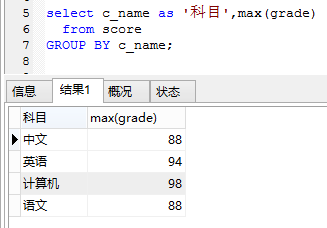 5 select c_name as '科目',max(grade)
6 from score
7 GROUP BY c_name;
8
信息 结果1 概况 状态
科目 max(grade)
中文 88
英语 94
计算机 98
语文 88